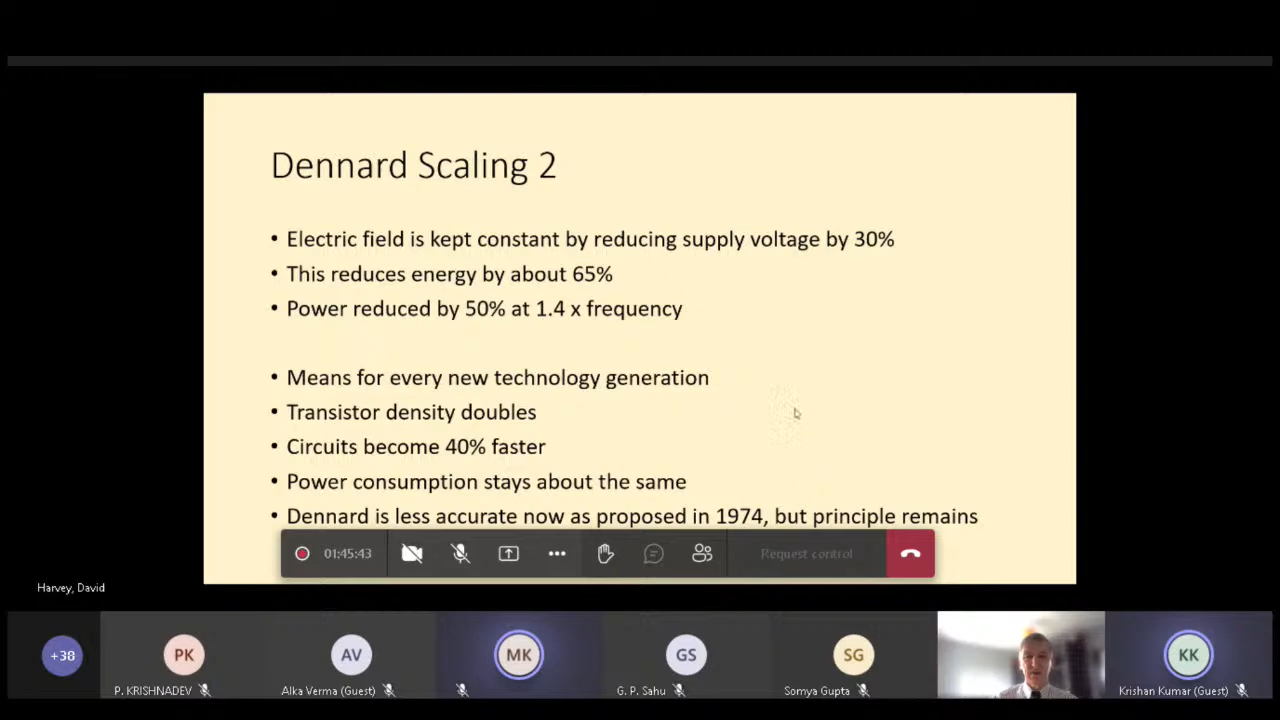 Dennard Scaling 2
• Electric field is kept constant by reducing supply voltage by 30%
• This reduces energy by about 65%
• Power reduced by 50% at 1.4 x frequency
• Means for every new technology generation
• Transistor density doubles
• Circuits become 40% faster
• Power consumption stays about the same
• Dennard is less accurate now as proposed in 1974, but principle remains
01:45:43
Request control
Harvey, David
+38
PK
AV
MK
GS
SG
KK
P. KRISHNADEV
Alka Verma (Guest)
G. P. Sahu
Somya Gupta
Krishan Kumar (Guest)